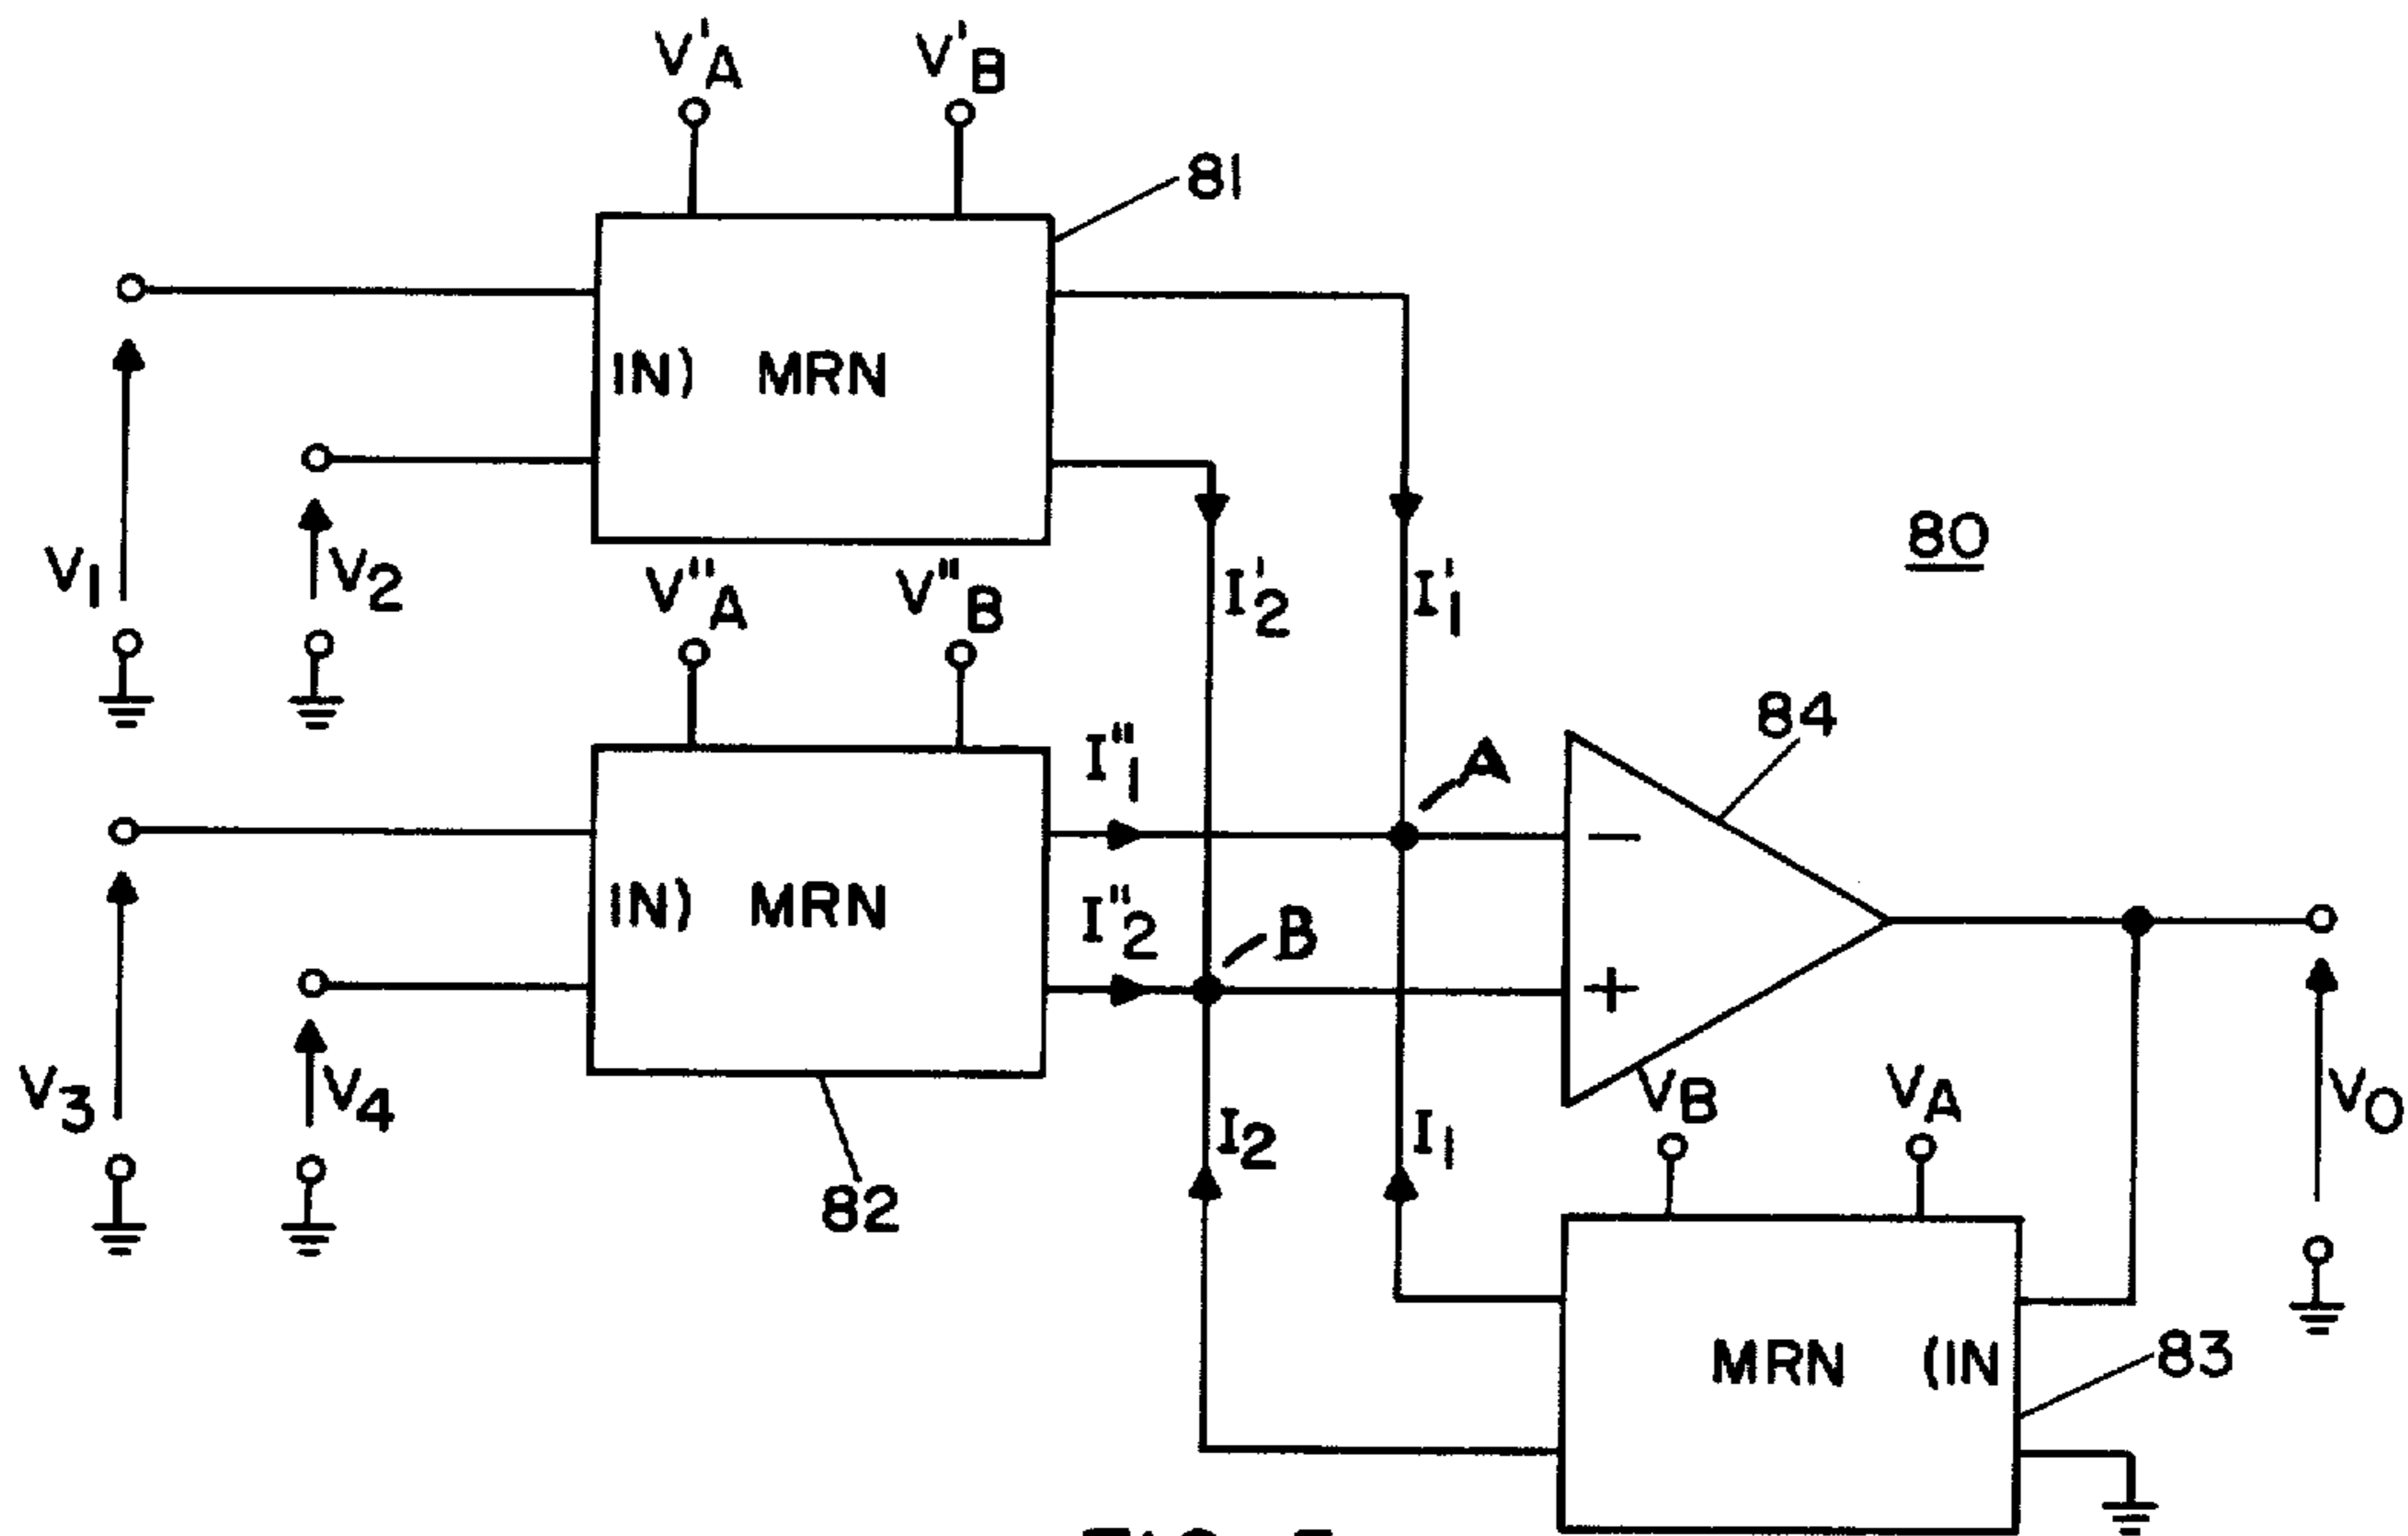 V'A V'B
81
IN) MRN
V1 V2
80
V"A V"B
I'2 I'1
84
I"1 A
IN) MRN
−
I"2 B
+
V3 V4
VB VA
VO
I2 I1
82
MRN (IN
83